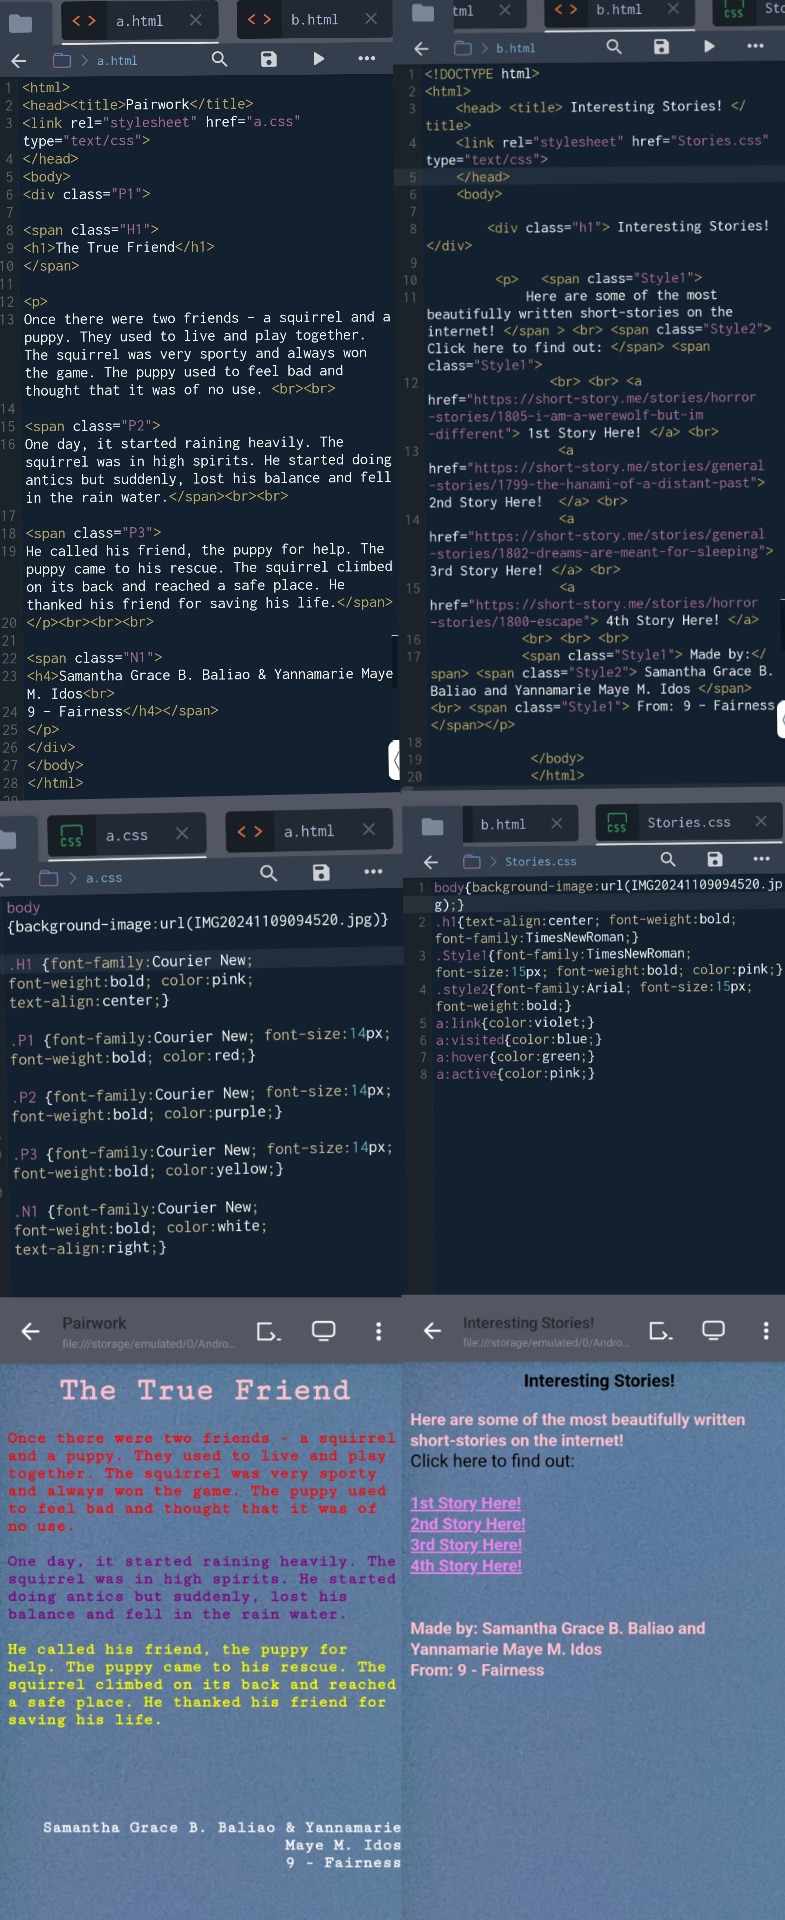 a.html
b.html
a.html
1 <html>
2 <head><title>Pairwork</title>
3 <link rel="stylesheet" href="a.css"
type="text/css">
4 </head>
5 <body>
6 <div class="P1">
7
8 <span class="H1">
9 <h1>The True Friend</h1>
10 </span>
11
12 <p>
13 Once there were two friends - a squirrel and a
puppy. They used to live and play together.
The squirrel was very sporty and always won
the game. The puppy used to feel bad and
thought that it was of no use. <br><br>
14
15 <span class="P2">
16 One day, it started raining heavily. The
squirrel was in high spirits. He started doing
antics but suddenly, lost his balance and fell
in the rain water.</span><br><br>
17
18 <span class="P3">
19 He called his friend, the puppy for help. The
puppy came to his rescue. The squirrel climbed
on its back and reached a safe place. He
thanked his friend for saving his life.</span>
20 </p><br><br><br>
21
22 <span class="N1">
23 <h4>Samantha Grace B. Baliao & Yannamarie Maye
M. Idos<br>
24 9 - Fairness</h4></span>
25 </p>
26 </div>
27 </body>
28 </html>
tml
b.html
css Sto
b.html
1 <!DOCTYPE html>
2 <html>
3 <head> <title> Interesting Stories! </
title>
4 <link rel="stylesheet" href="Stories.css"
type="text/css">
5 </head>
6 <body>
7
8 <div class="h1"> Interesting Stories!
</div>
9
10 <p> <span class="Style1">
11 Here are some of the most
beautifully written short-stories on the
internet! </span > <br> <span class="Style2">
Click here to find out: </span> <span
class="Style1">
12 <br> <br> <a
href="https://short-story.me/stories/horror
-stories/1805-i-am-a-werewolf-but-im
-different"> 1st Story Here! </a> <br>
13 <a
href="https://short-story.me/stories/general
-stories/1799-the-hanami-of-a-distant-past">
2nd Story Here! </a> <br>
14 <a
href="https://short-story.me/stories/general
-stories/1802-dreams-are-meant-for-sleeping">
3rd Story Here! </a> <br>
15 <a
href="https://short-story.me/stories/horror
-stories/1800-escape"> 4th Story Here! </a>
16 <br> <br> <br>
17 <span class="Style1"> Made by:</
span> <span class="Style2"> Samantha Grace B.
Baliao and Yannamarie Maye M. Idos </span>
<br> <span class="Style1"> From: 9 - Fairness
</span></p>
18
19 </body>
20 </html>
css a.css
a.html
a.css
body
{background-image:url(IMG20241109094520.jpg)}
.H1 {font-family:Courier New;
font-weight:bold; color:pink;
text-align:center;}
.P1 {font-family:Courier New; font-size:14px;
font-weight:bold; color:red;}
.P2 {font-family:Courier New; font-size:14px;
font-weight:bold; color:purple;}
.P3 {font-family:Courier New; font-size:14px;
font-weight:bold; color:yellow;}
.N1 {font-family:Courier New;
font-weight:bold; color:white;
text-align:right;}
b.html
css Stories.css
Stories.css
1 body{background-image:url(IMG20241109094520.jp
g);}
2 .h1{text-align:center; font-weight:bold;
font-family:TimesNewRoman;}
3 .Style1{font-family:TimesNewRoman;
font-size:15px; font-weight:bold; color:pink;}
4 .style2{font-family:Arial; font-size:15px;
font-weight:bold;}
5 a:link{color:violet;}
6 a:visited{color:blue;}
7 a:hover{color:green;}
8 a:active{color:pink;}
Pairwork
file:///storage/emulated/0/Andro...
The True Friend
Once there were two friends - a squirrel
and a puppy. They used to live and play
together. The squirrel was very sporty
and always won the game. The puppy used
to feel bad and thought that it was of
no use.
One day, it started raining heavily. The
squirrel was in high spirits. He started
doing antics but suddenly, lost his
balance and fell in the rain water.
He called his friend, the puppy for
help. The puppy came to his rescue. The
squirrel climbed on its back and reached
a safe place. He thanked his friend for
saving his life.
Samantha Grace B. Baliao & Yannamarie
Maye M. Idos
9 - Fairness
Interesting Stories!
file:///storage/emulated/0/Andro...
Interesting Stories!
Here are some of the most beautifully written
short-stories on the internet!
Click here to find out:
1st Story Here!
2nd Story Here!
3rd Story Here!
4th Story Here!
Made by: Samantha Grace B. Baliao and
Yannamarie Maye M. Idos
From: 9 - Fairness